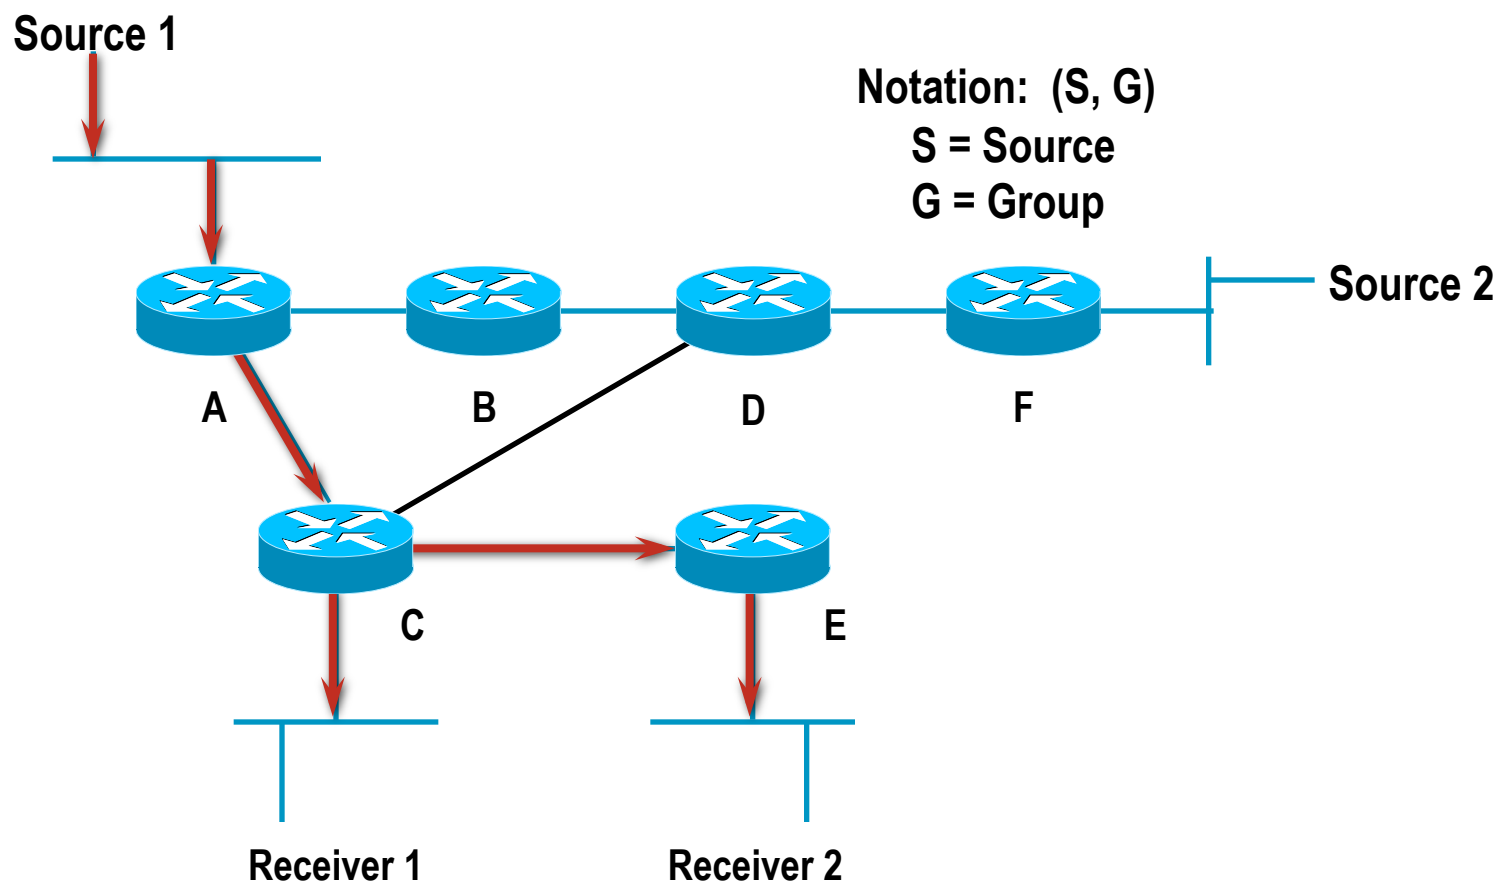 Source 1
Notation: (S, G)
S = Source
G = Group
Source 2
A
B
D
F
C
E
Receiver 1
Receiver 2